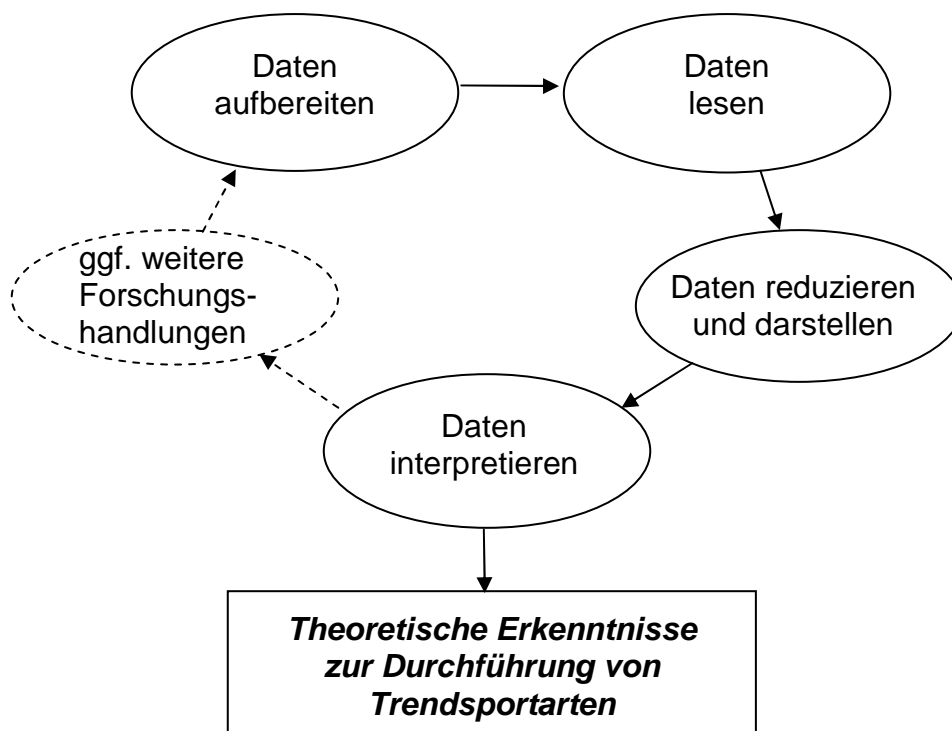 Daten
aufbereiten
Daten
lesen
ggf. weitere
Forschungs-
handlungen
Daten reduzieren
und darstellen
Daten
interpretieren
Theoretische Erkenntnisse
zur Durchführung von
Trendsportarten